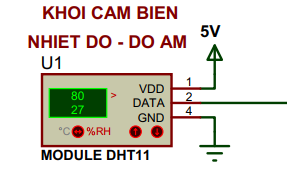 KHOI CAM BIEN
NHIET DO - DO AM
5V
U1
VDD 1
80
>
DATA 2
27
GND 4
°C %RH
MODULE DHT11